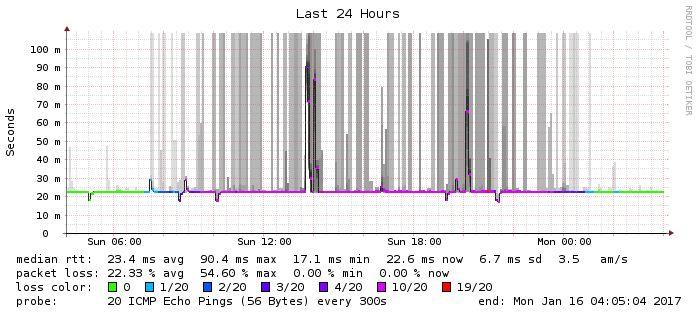 Last 24 Hours
RRDTOOL / TOBI OETIKER
Seconds
100 m
90 m
80 m
70 m
60 m
50 m
40 m
30 m
20 m
10 m
0
Sun 06:00 Sun 12:00 Sun 18:00 Mon 00:00
median rtt: 23.4 ms avg 90.4 ms max 17.1 ms min 22.6 ms now 6.7 ms sd 3.5 am/s
packet loss: 22.33 % avg 54.60 % max 0.00 % min 0.00 % now
loss color: 0 1/20 2/20 3/20 4/20 10/20 19/20
probe: 20 ICMP Echo Pings (56 Bytes) every 300s end: Mon Jan 16 04:05:04 2017